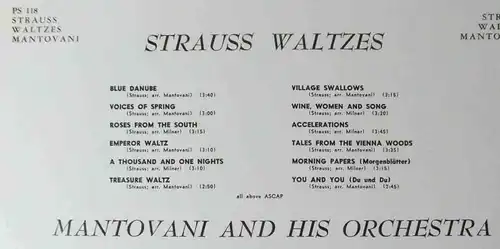 PS 118
STRAUSS
WALTZES
MANTOVANI
STRAUSS WALTZES
BLUE DANUBE
(Strauss; arr. Mantovani) (3:40)
VOICES OF SPRING
(Strauss; arr. Mantovani) (3:00)
ROSES FROM THE SOUTH
(Strauss; arr. Milner) (3:15)
EMPEROR WALTZ
(Strauss; arr. Mantovani) (3:10)
A THOUSAND AND ONE NIGHTS
(Strauss; arr. Milner) (3:10)
TREASURE WALTZ
(Strauss; arr. Mantovani) (2:50)
VILLAGE SWALLOWS
(Strauss; arr. Mantovani) (3:15)
WINE, WOMEN AND SONG
(Strauss; arr. Milner) (3:20)
ACCELERATIONS
(Strauss; arr. Milner) (3:45)
TALES FROM THE VIENNA WOODS
(Strauss; arr. Mantovani) (3:35)
MORNING PAPERS (Morgenblätter)
(Strauss; arr. Milner) (3:15)
YOU AND YOU (Du und Du)
(Strauss; arr. Mantovani) (2:45)
all above ASCAP
MANTOVANI AND HIS ORCHESTRA
PS
STR
WAL
MANTO